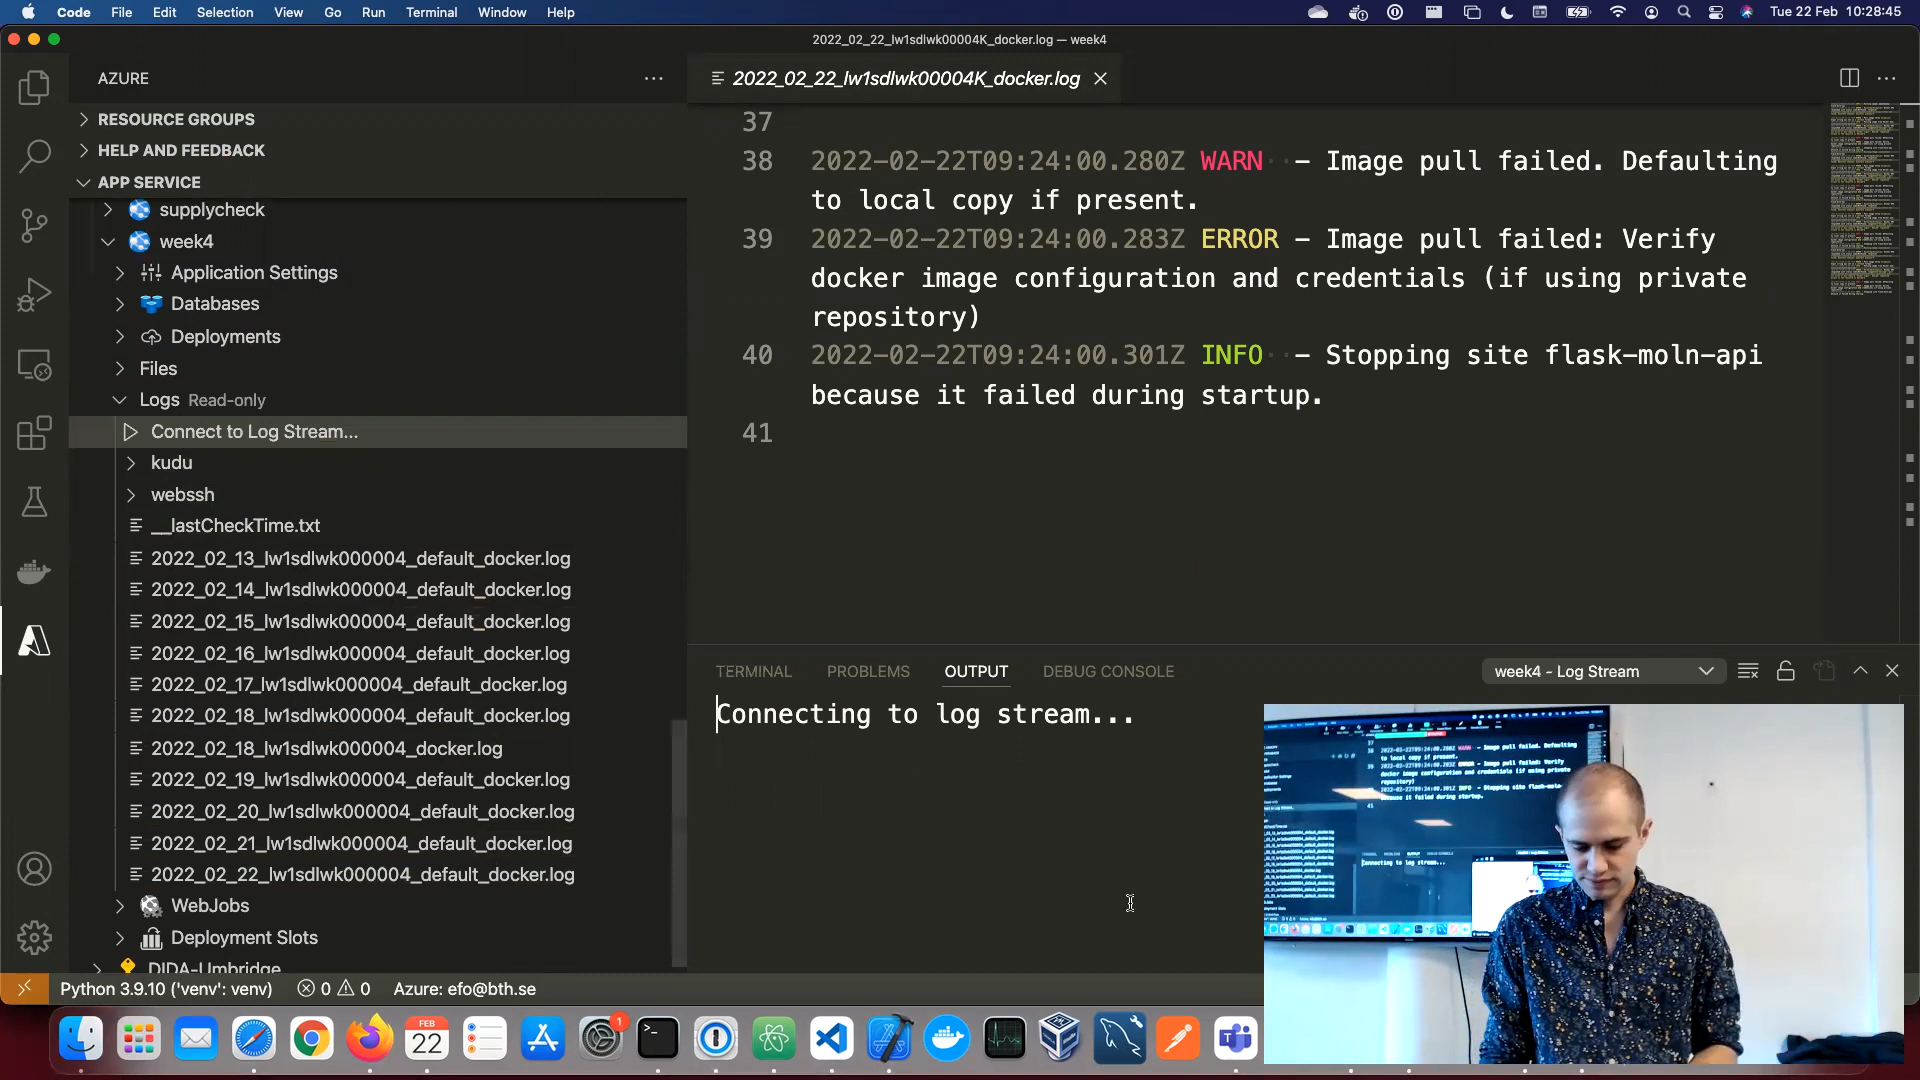 Code File Edit Selection View Go Run Terminal Window Help
Tue 22 Feb 10:28:45
2022_02_22_lw1sdlwk00004K_docker.log — week4
AZURE
RESOURCE GROUPS
HELP AND FEEDBACK
APP SERVICE
supplycheck
week4
Application Settings
Databases
Deployments
Files
Logs Read-only
Connect to Log Stream...
kudu
webssh
__lastCheckTime.txt
2022_02_13_lw1sdlwk000004_default_docker.log
2022_02_14_lw1sdlwk000004_default_docker.log
2022_02_15_lw1sdlwk000004_default_docker.log
2022_02_16_lw1sdlwk000004_default_docker.log
2022_02_17_lw1sdlwk000004_default_docker.log
2022_02_18_lw1sdlwk000004_default_docker.log
2022_02_18_lw1sdlwk000004_docker.log
2022_02_19_lw1sdlwk000004_default_docker.log
2022_02_20_lw1sdlwk000004_default_docker.log
2022_02_21_lw1sdlwk000004_default_docker.log
2022_02_22_lw1sdlwk000004_default_docker.log
WebJobs
Deployment Slots
DIDA-Umbridge
2022_02_22_lw1sdlwk00004K_docker.log
37
38 2022-02-22T09:24:00.280Z WARN - Image pull failed. Defaulting
to local copy if present.
39 2022-02-22T09:24:00.283Z ERROR - Image pull failed: Verify
docker image configuration and credentials (if using private
repository)
40 2022-02-22T09:24:00.301Z INFO - Stopping site flask-moln-api
because it failed during startup.
41
TERMINAL PROBLEMS OUTPUT DEBUG CONSOLE
week4 - Log Stream
Connecting to log stream...
Python 3.9.10 ('venv': venv) 0 0 Azure: efo@bth.se
FEB
22
1